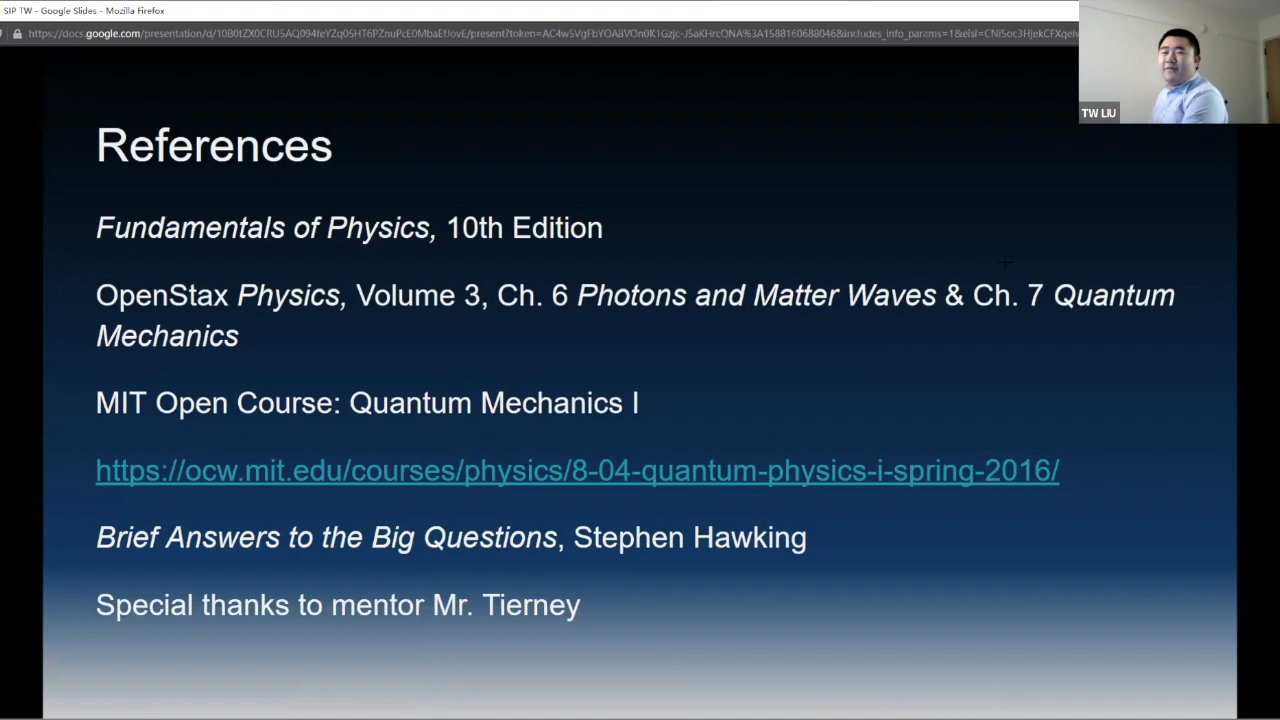 SIP TW - Google Slides - Mozilla Firefox
TW LIU
References
Fundamentals of Physics, 10th Edition
OpenStax Physics, Volume 3, Ch. 6 Photons and Matter Waves & Ch. 7 Quantum
Mechanics
MIT Open Course: Quantum Mechanics I
https://ocw.mit.edu/courses/physics/8-04-quantum-physics-i-spring-2016/
Brief Answers to the Big Questions, Stephen Hawking
Special thanks to mentor Mr. Tierney